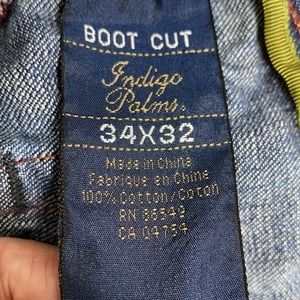 BOOT CUT
Indigo
Palms
34X32
Made in China
Fabriqué en Chine
100% Cotton/Coton
RN 86549
CA 04754